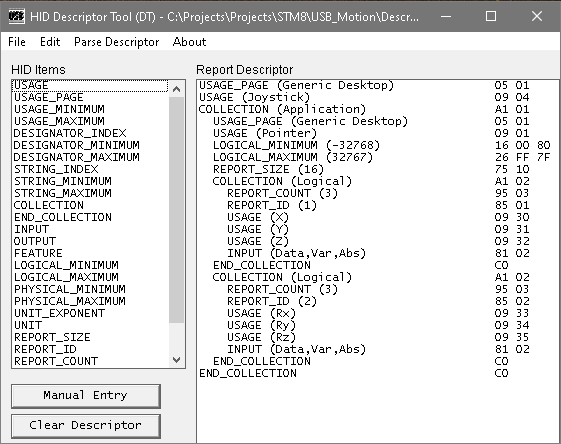 HID Descriptor Tool (DT) - C:\Projects\Projects\STM8\USB_Motion\Descr...
File Edit Parse Descriptor About
HID Items
USAGE
USAGE_PAGE
USAGE_MINIMUM
USAGE_MAXIMUM
DESIGNATOR_INDEX
DESIGNATOR_MINIMUM
DESIGNATOR_MAXIMUM
STRING_INDEX
STRING_MINIMUM
STRING_MAXIMUM
COLLECTION
END_COLLECTION
INPUT
OUTPUT
FEATURE
LOGICAL_MINIMUM
LOGICAL_MAXIMUM
PHYSICAL_MINIMUM
PHYSICAL_MAXIMUM
UNIT_EXPONENT
UNIT
REPORT_SIZE
REPORT_ID
REPORT_COUNT
Manual Entry
Clear Descriptor
Report Descriptor
USAGE_PAGE (Generic Desktop) 05 01
USAGE (Joystick) 09 04
COLLECTION (Application) A1 01
USAGE_PAGE (Generic Desktop) 05 01
USAGE (Pointer) 09 01
LOGICAL_MINIMUM (-32768) 16 00 80
LOGICAL_MAXIMUM (32767) 26 FF 7F
REPORT_SIZE (16) 75 10
COLLECTION (Logical) A1 02
REPORT_COUNT (3) 95 03
REPORT_ID (1) 85 01
USAGE (X) 09 30
USAGE (Y) 09 31
USAGE (Z) 09 32
INPUT (Data,Var,Abs) 81 02
END_COLLECTION C0
COLLECTION (Logical) A1 02
REPORT_COUNT (3) 95 03
REPORT_ID (2) 85 02
USAGE (Rx) 09 33
USAGE (Ry) 09 34
USAGE (Rz) 09 35
INPUT (Data,Var,Abs) 81 02
END_COLLECTION C0
END_COLLECTION C0